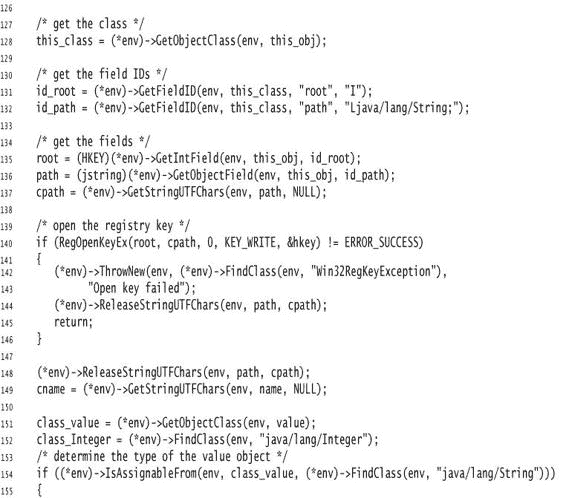 126
127 /* get the class */
128 this_class = (*env)->GetObjectClass(env, this_obj);
129
130 /* get the field IDs */
131 id_root = (*env)->GetFieldID(env, this_class, "root", "I");
132 id_path = (*env)->GetFieldID(env, this_class, "path", "Ljava/lang/String;");
133
134 /* get the fields */
135 root = (HKEY)(*env)->GetIntField(env, this_obj, id_root);
136 path = (jstring)(*env)->GetObjectField(env, this_obj, id_path);
137 cpath = (*env)->GetStringUTFChars(env, path, NULL);
138
139 /* open the registry key */
140 if (RegOpenKeyEx(root, cpath, 0, KEY_WRITE, &hkey) != ERROR_SUCCESS)
141 {
142 (*env)->ThrowNew(env, (*env)->FindClass(env, "Win32RegKeyException"),
143 "Open key failed");
144 (*env)->ReleaseStringUTFChars(env, path, cpath);
145 return;
146 }
147
148 (*env)->ReleaseStringUTFChars(env, path, cpath);
149 cname = (*env)->GetStringUTFChars(env, name, NULL);
150
151 class_value = (*env)->GetObjectClass(env, value);
152 class_Integer = (*env)->FindClass(env, "java/lang/Integer");
153 /* determine the type of the value object */
154 if ((*env)->IsAssignableFrom(env, class_value, (*env)->FindClass(env, "java/lang/String")))
155 {